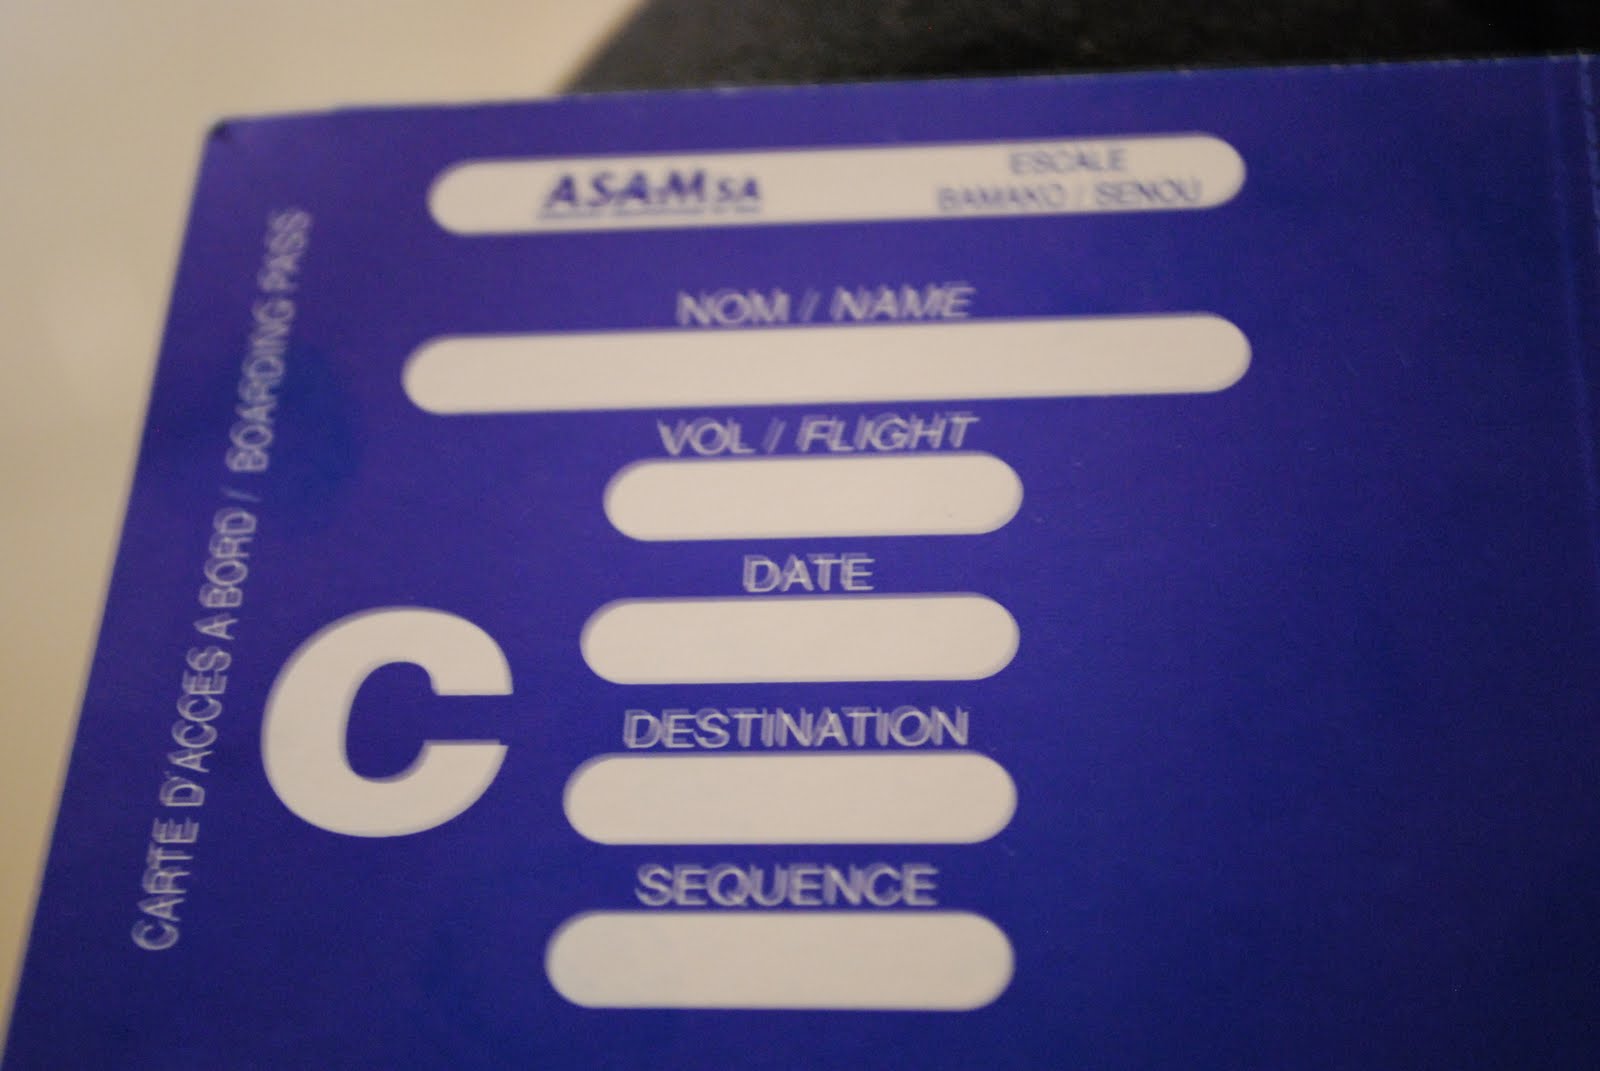 ASAM SA
ESCALE
BAMAKO / SENOU
NOM / NAME
VOL / FLIGHT
DATE
DESTINATION
SEQUENCE
C
CARTE D'ACCES A BORD / BOARDING PASS